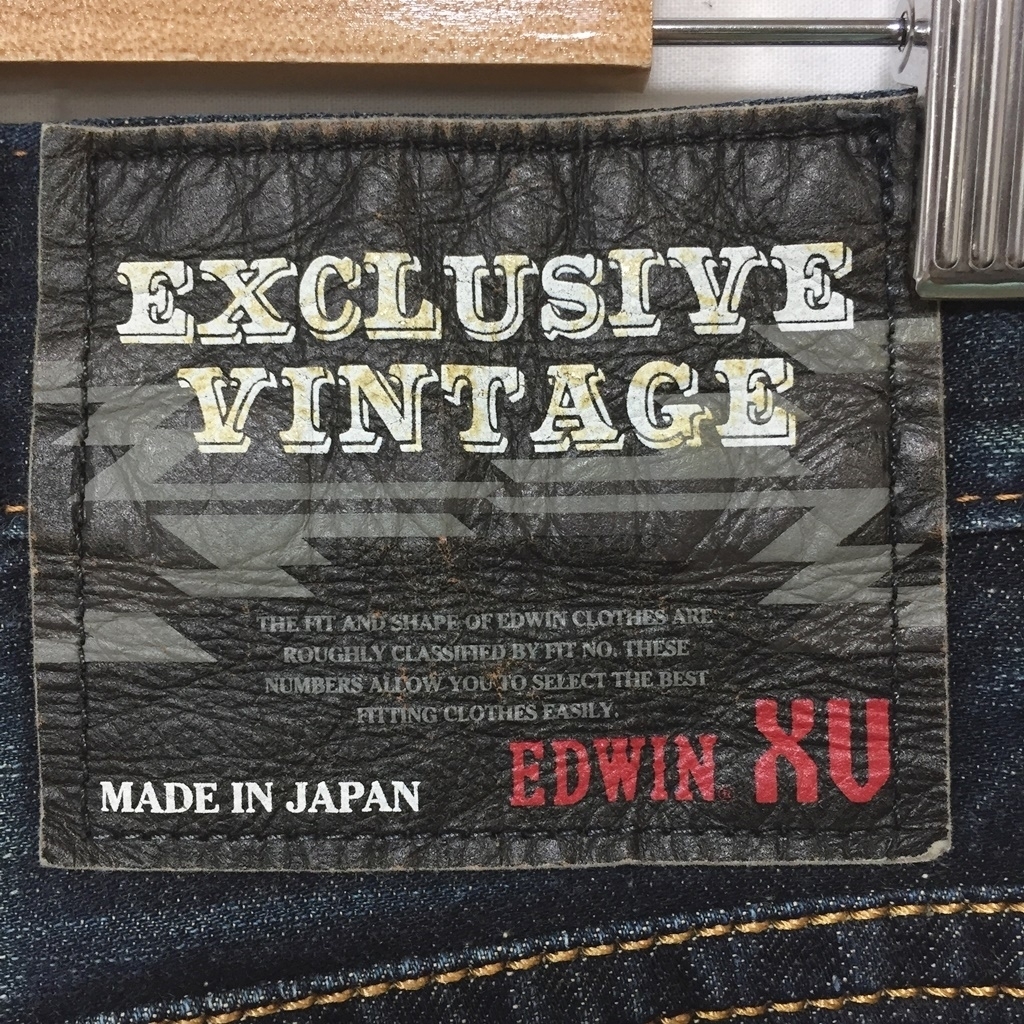 EXCLUSIVE
VINTAGE
THE FIT AND SHAPE OF EDWIN CLOTHES ARE
ROUGHLY CLASSIFIED BY FIT NO. THESE
NUMBERS ALLOW YOU TO SELECT THE BEST
FITTING CLOTHES EASILY.
EDWIN® XV
MADE IN JAPAN